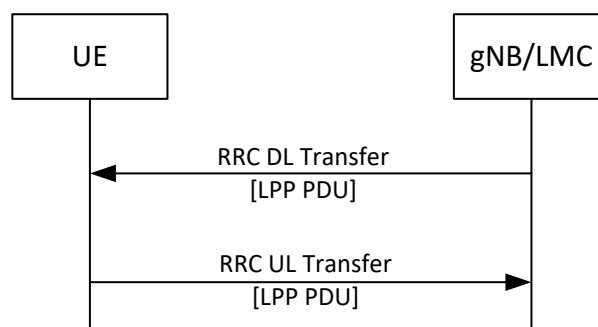 UE
gNB/LMC
RRC DL Transfer
[LPP PDU]
RRC UL Transfer
[LPP PDU]